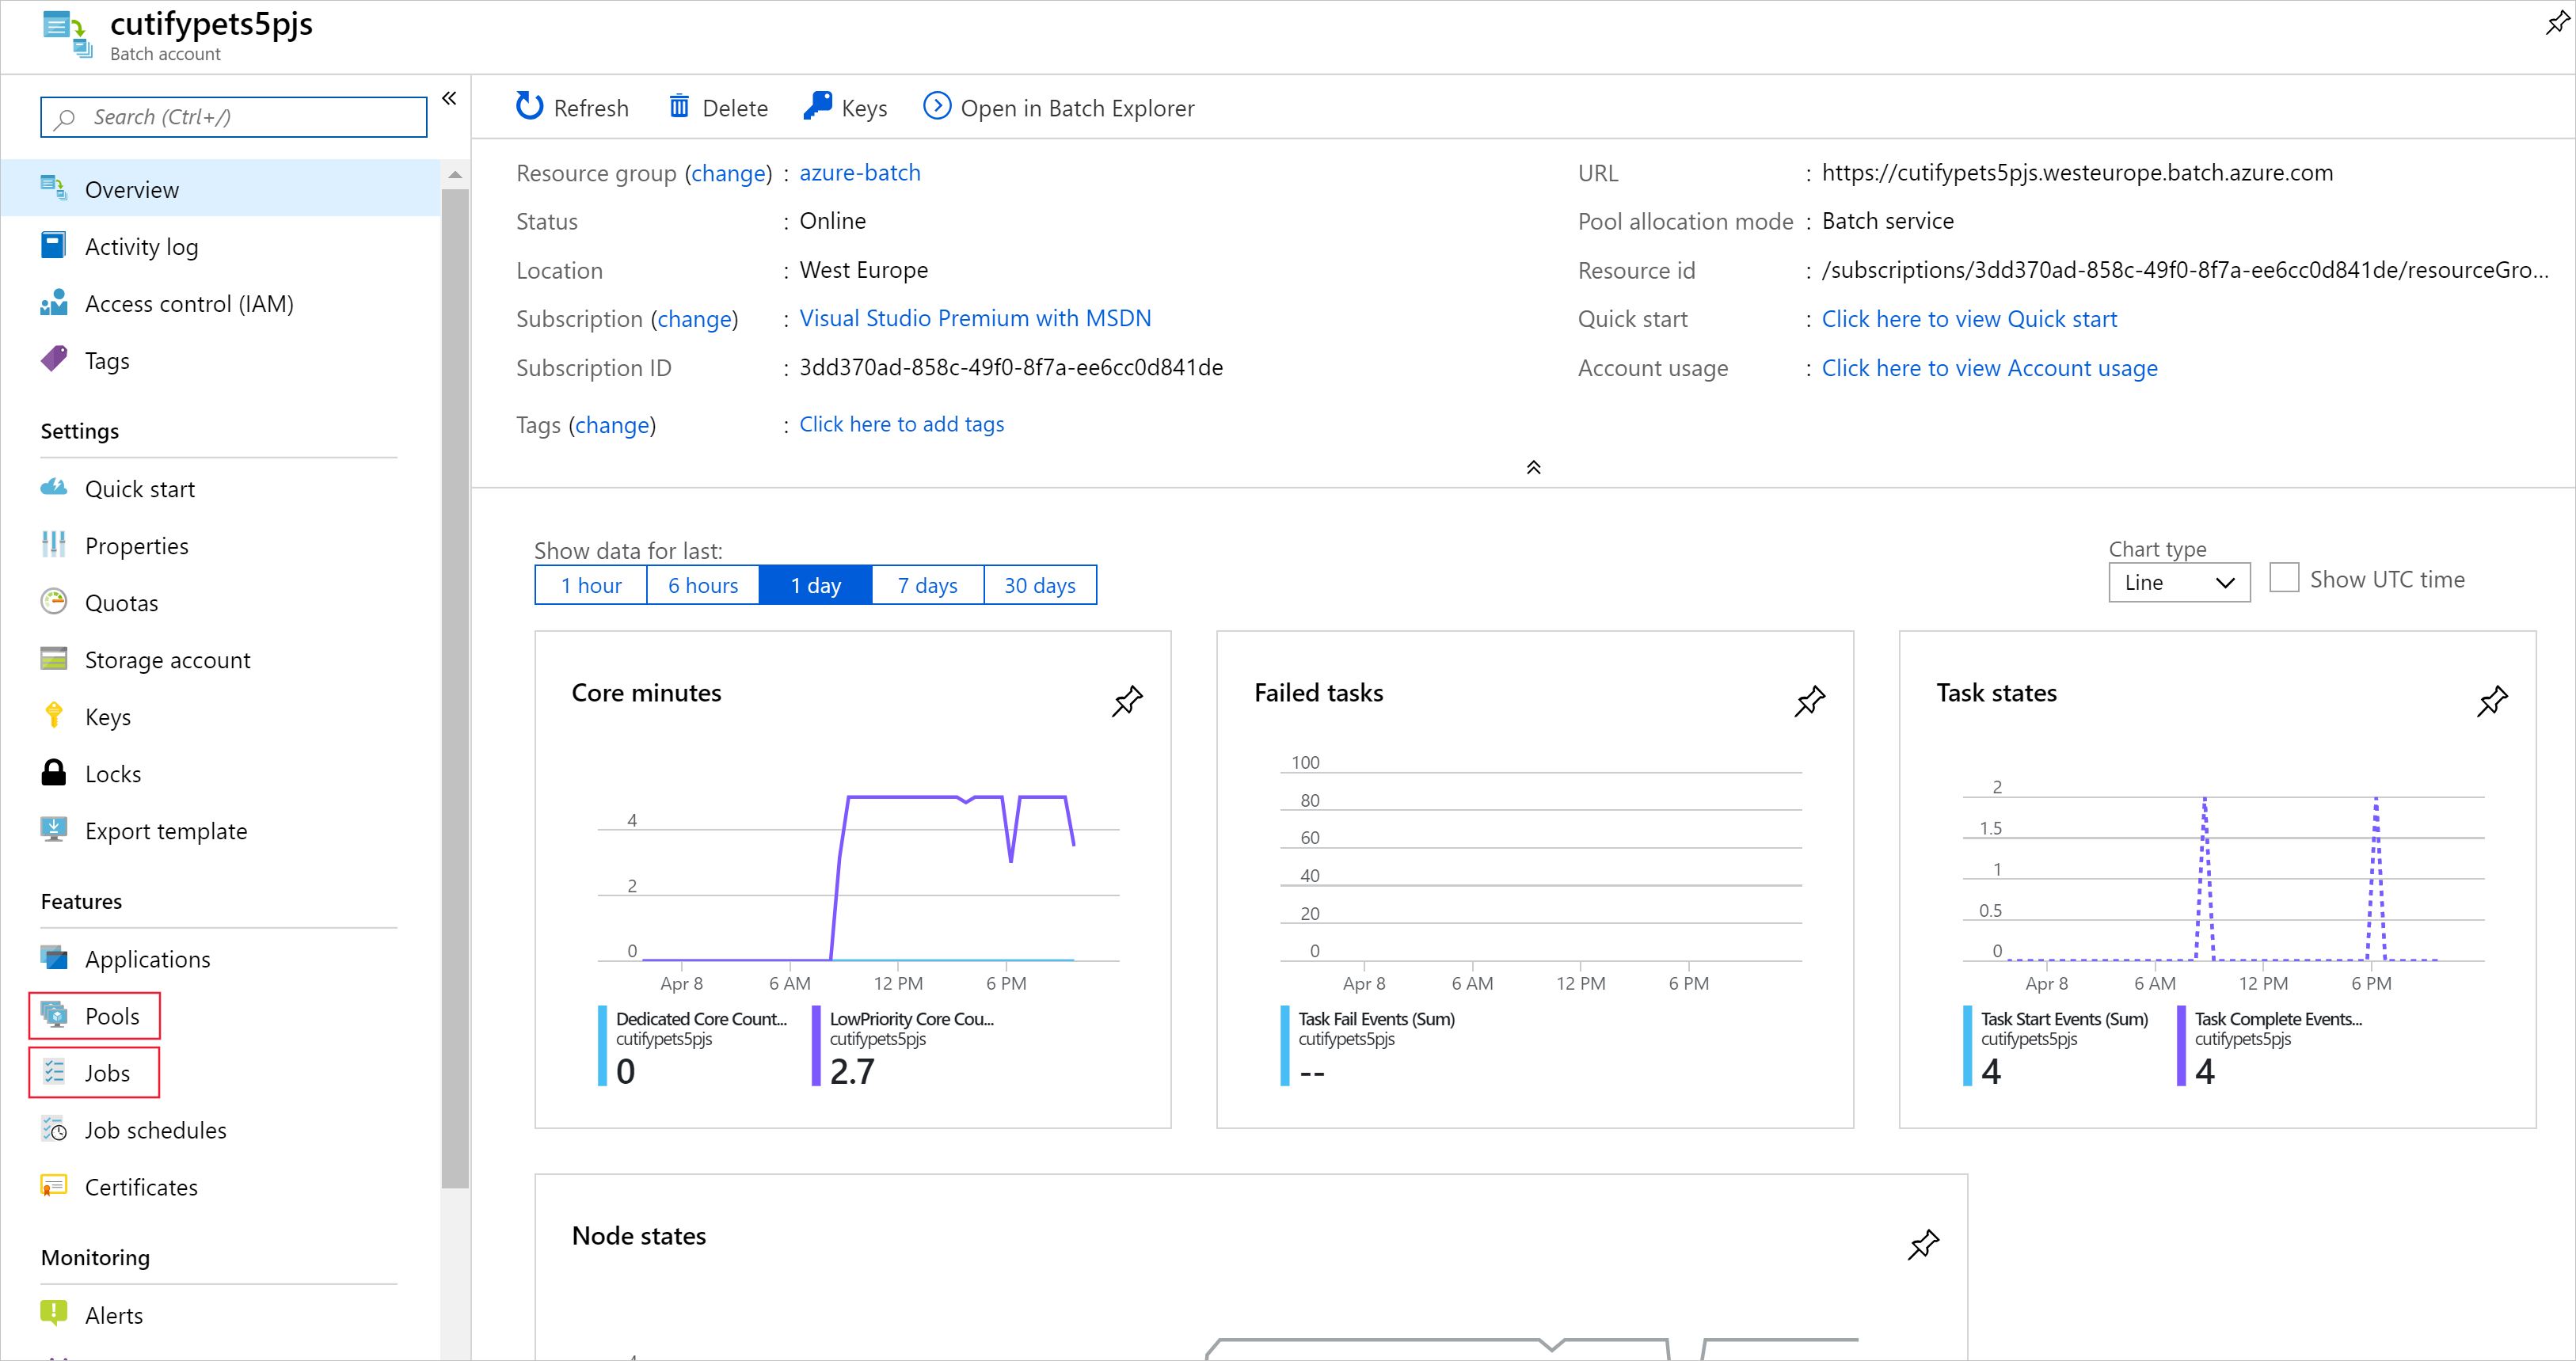 cutifypets5pjs
Batch account
Search (Ctrl+/)
Overview
Activity log
Access control (IAM)
Tags
Settings
Quick start
Properties
Quotas
Storage account
Keys
Locks
Export template
Features
Applications
Pools
Jobs
Job schedules
Certificates
Monitoring
Alerts
Refresh Delete Keys Open in Batch Explorer
Resource group (change) : azure-batch
Status : Online
Location : West Europe
Subscription (change) : Visual Studio Premium with MSDN
Subscription ID : 3dd370ad-858c-49f0-8f7a-ee6cc0d841de
Tags (change) : Click here to add tags
URL : https://cutifypets5pjs.westeurope.batch.azure.com
Pool allocation mode : Batch service
Resource id : /subscriptions/3dd370ad-858c-49f0-8f7a-ee6cc0d841de/resourceGro...
Quick start : Click here to view Quick start
Account usage : Click here to view Account usage
Show data for last:
1 hour 6 hours 1 day 7 days 30 days
Chart type
Line
Show UTC time
Core minutes
4
2
0
Apr 8 6 AM 12 PM 6 PM
Dedicated Core Count... LowPriority Core Cou...
cutifypets5pjs cutifypets5pjs
0 2.7
Failed tasks
100
80
60
40
20
0
Apr 8 6 AM 12 PM 6 PM
Task Fail Events (Sum)
cutifypets5pjs
--
Task states
2
1.5
1
0.5
0
Apr 8 6 AM 12 PM 6 PM
Task Start Events (Sum) Task Complete Events...
cutifypets5pjs cutifypets5pjs
4 4
Node states